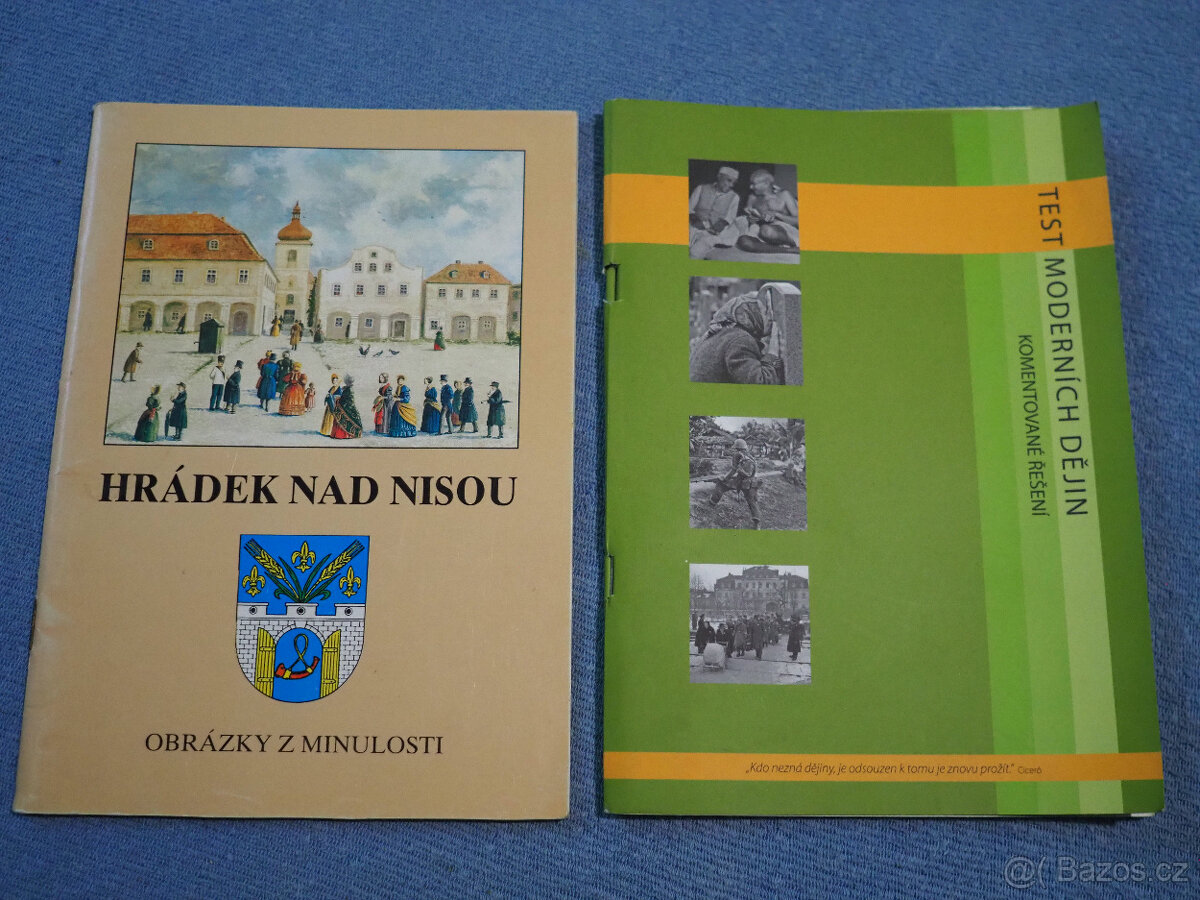 HRÁDEK NAD NISOU
OBRÁZKY Z MINULOSTI
TEST MODERNÍCH DĚJIN
KOMENTOVANÉ ŘEŠENÍ
„Kdo nezná dějiny, je odsouzen k tomu je znovu prožít.“ Cicero
@( Bazos.cz